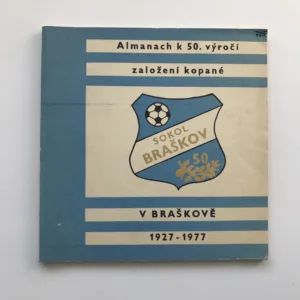 Almanach k 50. výročí
založení kopané
SOKOL
BRAŠKOV
50
V BRAŠKOVĚ
1927-1977